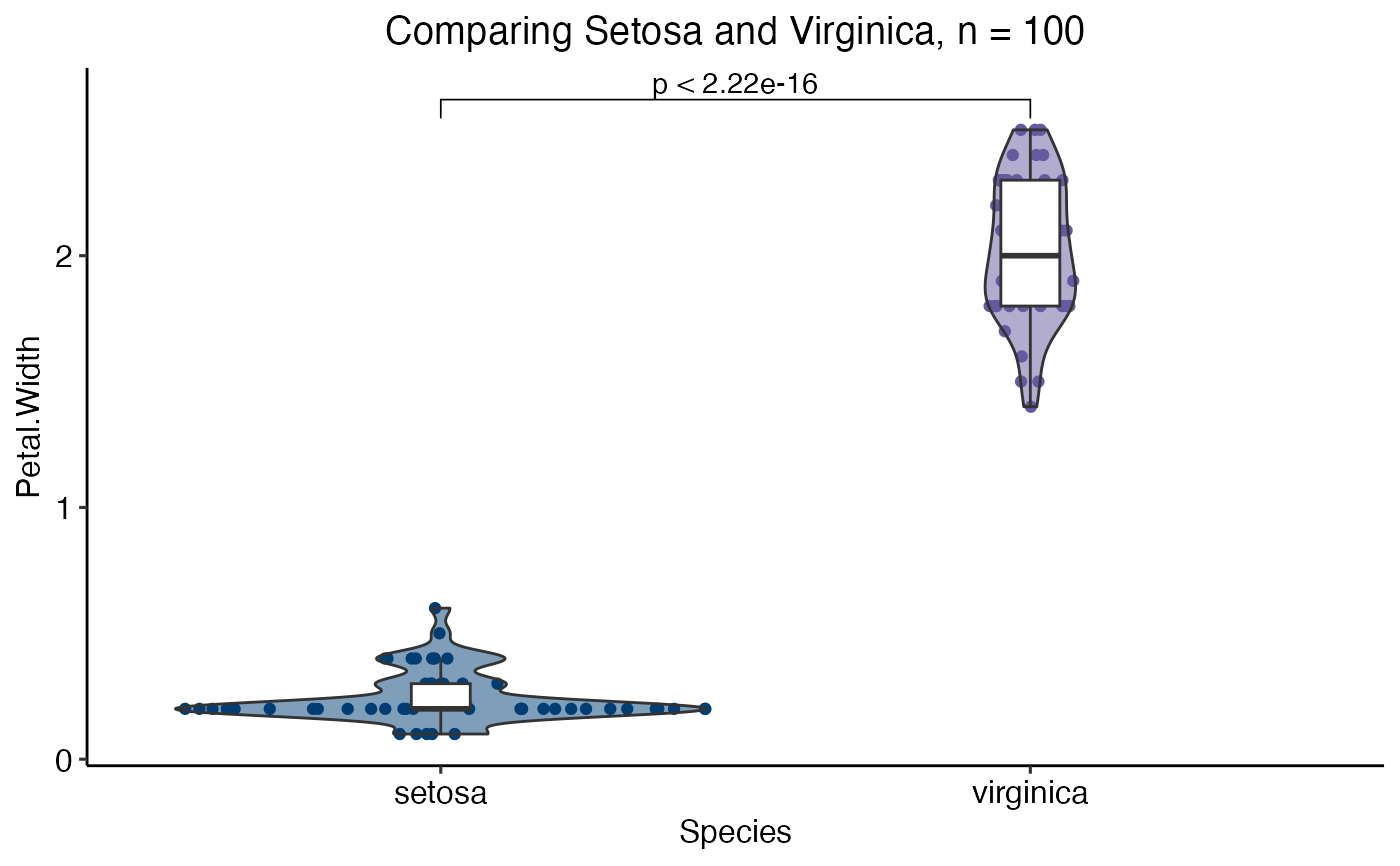 Comparing Setosa and Virginica, n = 100
p < 2.22e-16
Petal.Width
2
1
0
setosa
virginica
Species